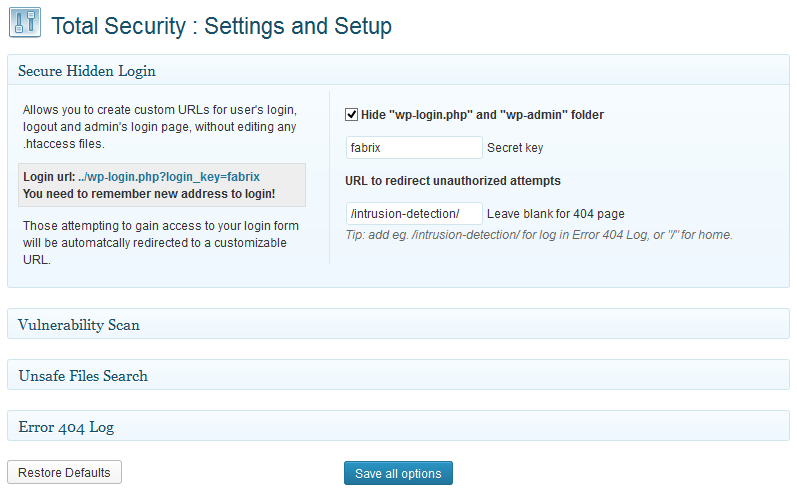 Total Security : Settings and Setup
Secure Hidden Login
Allows you to create custom URLs for user's login,
logout and admin's login page, without editing any
.htaccess files.
Login url: ../wp-login.php?login_key=fabrix
You need to remember new address to login!
Those attempting to gain access to your login form
will be automatcally redirected to a customizable
URL.
Hide "wp-login.php" and "wp-admin" folder
fabrix Secret key
URL to redirect unauthorized attempts
/intrusion-detection/ Leave blank for 404 page
Tip: add eg. /intrusion-detection/ for log in Error 404 Log, or "/" for home.
Vulnerability Scan
Unsafe Files Search
Error 404 Log
Restore Defaults Save all options